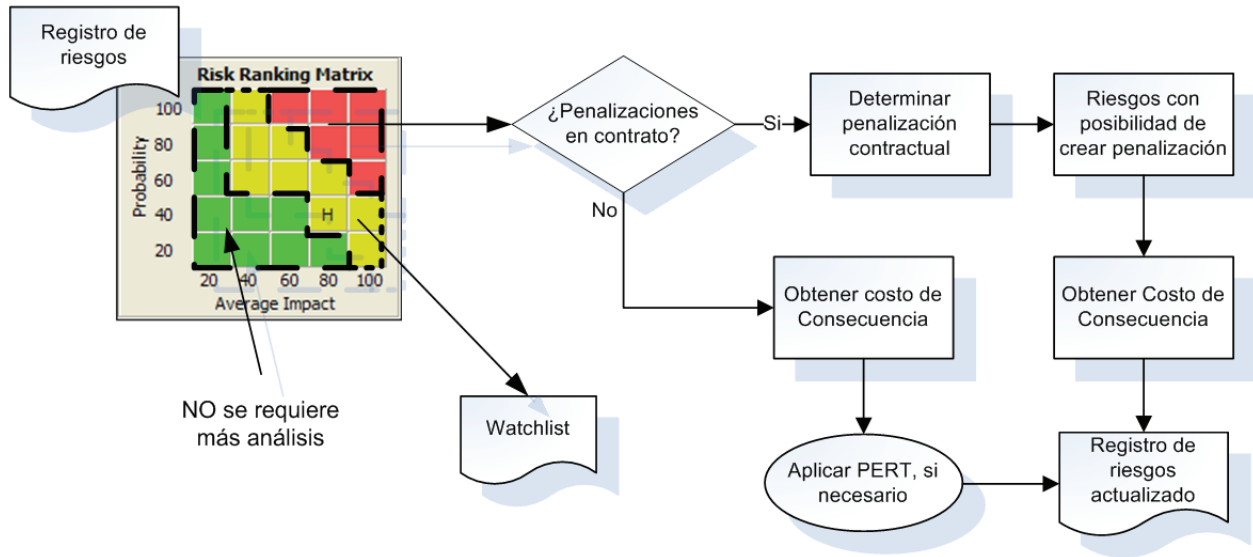 Registro de
riesgos
Risk Ranking Matrix
Probability
100
80
60
40
20
H
20 40 60 80 100
Average Impact
NO se requiere
más análisis
Watchlist
¿Penalizaciones
en contrato?
Si
No
Determinar
penalización
contractual
Riesgos con
posibilidad de
crear penalización
Obtener costo de
Consecuencia
Obtener Costo de
Consecuencia
Aplicar PERT, si
necesario
Registro de
riesgos
actualizado